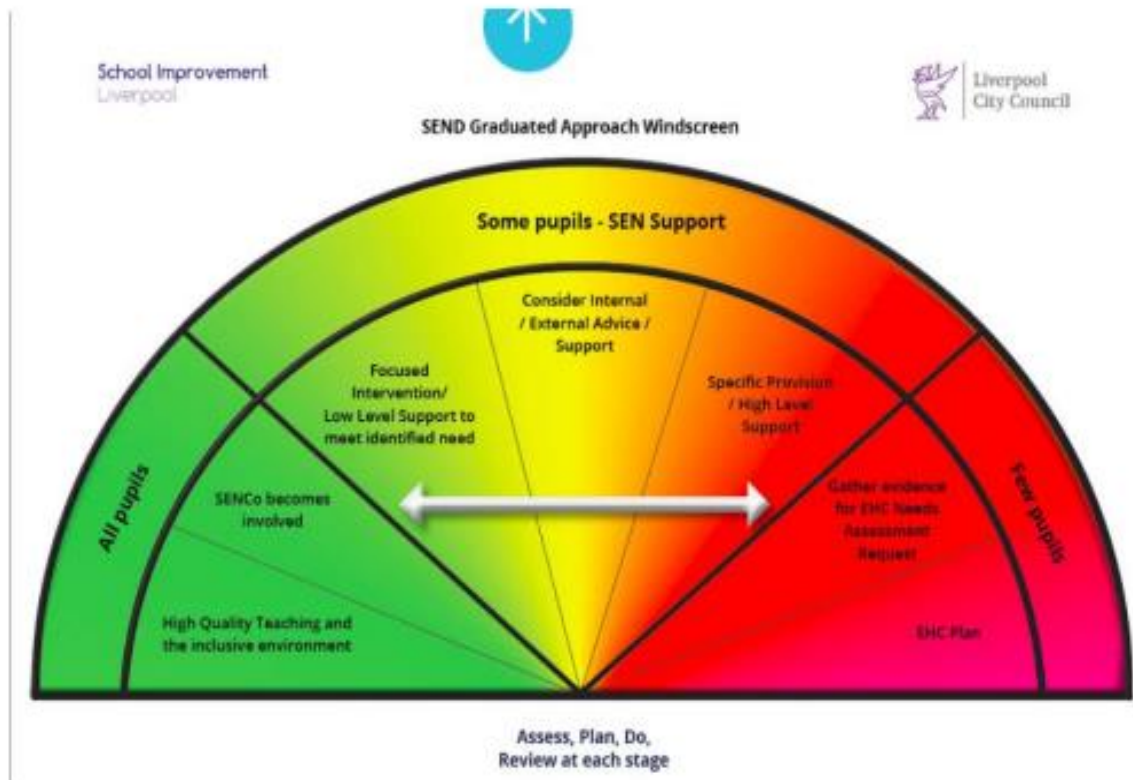 School Improvement
Liverpool
Liverpool
City Council
SEND Graduated Approach Windscreen
Some pupils - SEN Support
Consider Internal
/ External Advice /
Support
Focused
Intervention/
Low Level Support to
meet identified need
Specific Provision
/ High Level
Support
All pupils
SENCo becomes
involved
Gather evidence
for EHC Needs
Assessment
Request
Few pupils
High Quality Teaching and
the inclusive environment
EHC Plan
Assess, Plan, Do,
Review at each stage